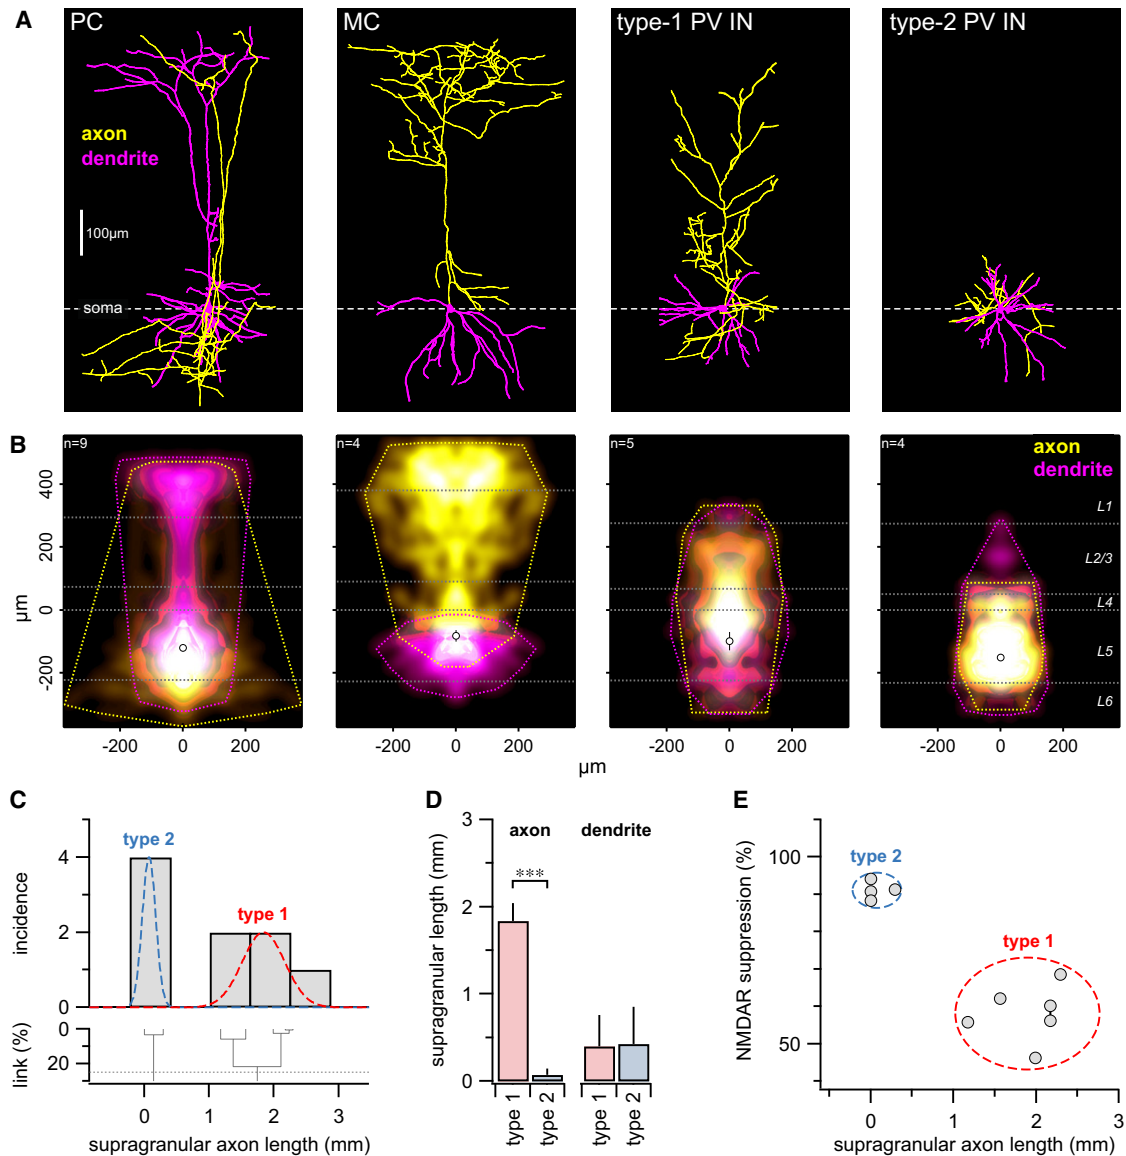 A
PC
MC
type-1 PV IN
type-2 PV IN
axon
dendrite
100µm
soma
B
n=9
n=4
n=5
n=4
axon
dendrite
400
200
0
-200
µm
L1
L2/3
L4
L5
L6
-200 0 200
-200 0 200
-200 0 200
-200 0 200
µm
C
type 2
type 1
4
2
0
incidence
0
20
link (%)
0 1 2 3
supragranular axon length (mm)
D
axon dendrite
***
3
2
1
0
supragranular length (mm)
type 1
type 2
type 1
type 2
E
type 2
type 1
100
50
NMDAR suppression (%)
0 1 2 3
supragranular axon length (mm)